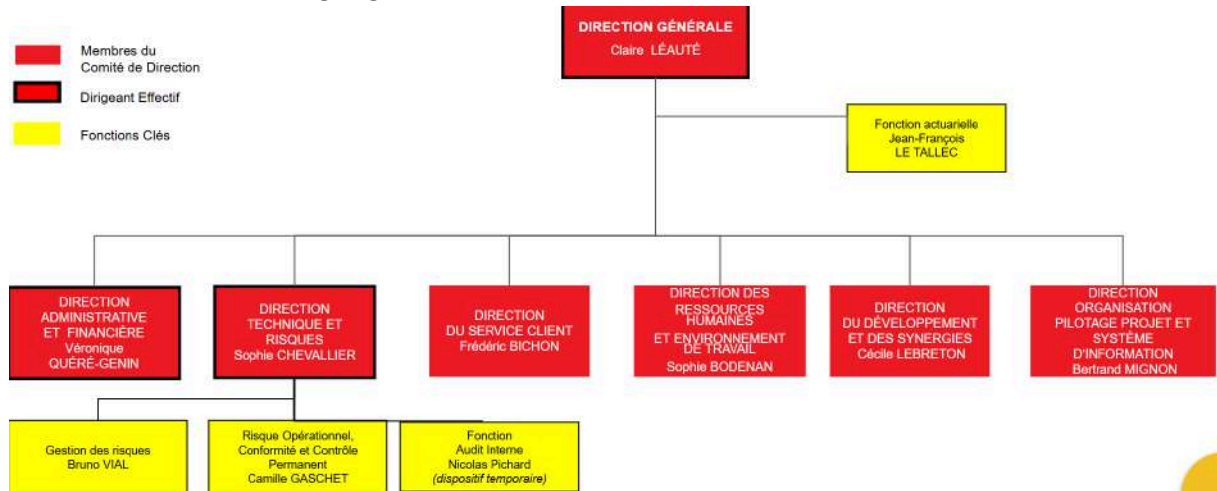 Membres du
Comité de Direction
Dirigeant Effectif
Fonctions Clés
DIRECTION GÉNÉRALE
Claire LÉAUTÉ
Fonction actuarielle
Jean-François
LE TALLEC
DIRECTION
ADMINISTRATIVE
ET FINANCIÈRE
Véronique
QUÉRÉ-GENIN
DIRECTION
TECHNIQUE ET
RISQUES
Sophie CHEVALLIER
DIRECTION
DU SERVICE CLIENT
Frédéric BICHON
DIRECTION DES
RESSOURCES
HUMAINES
ET ENVIRONNEMENT
DE TRAVAIL
Sophie BODENAN
DIRECTION
DU DÉVELOPPEMENT
ET DES SYNERGIES
Cécile LEBRETON
DIRECTION
ORGANISATION
PILOTAGE PROJET ET
SYSTÈME
D'INFORMATION
Bertrand MIGNON
Gestion des risques
Bruno VIAL
Risque Opérationnel,
Conformité et Contrôle
Permanent
Camille GASCHET
Fonction
Audit Interne
Nicolas Pichard
(dispositif temporaire)